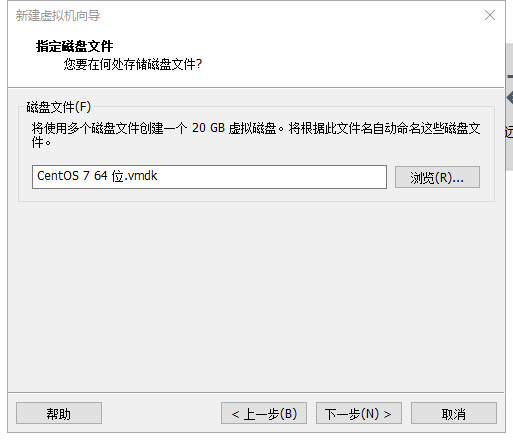 新建虚拟机向导
指定磁盘文件
您要在何处存储磁盘文件?
磁盘文件(F)
将使用多个磁盘文件创建一个 20 GB 虚拟磁盘。将根据此文件名自动命名这些磁盘文
件。
CentOS 7 64 位.vmdk
浏览(R)...
帮助
< 上一步(B)
下一步(N) >
取消